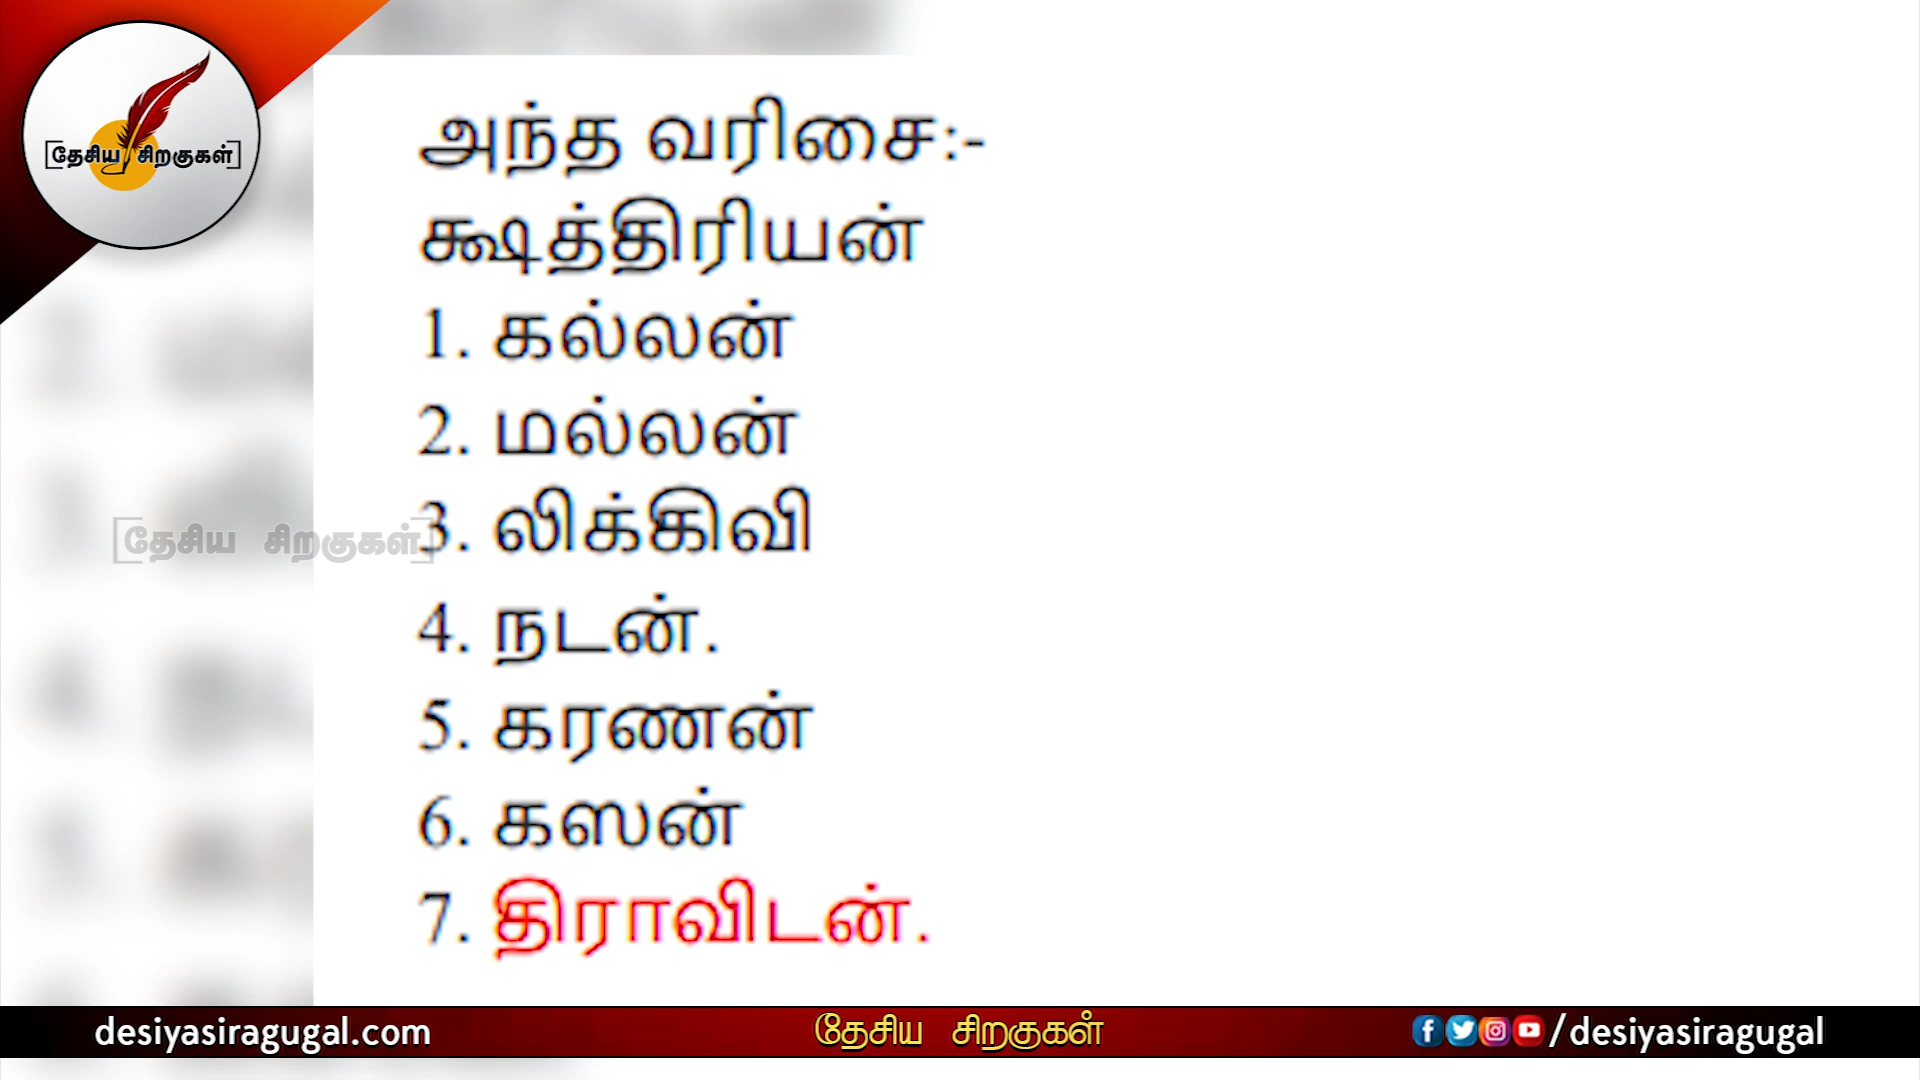 [தேசிய சிறகுகள்]
அந்த வரிசை:-
க்ஷத்திரியன்
1. கல்லன்
2. மல்லன்
[தேசிய சிறகுகள்]
3. லிக்கிவி
4. நடன்.
5. கரணன்
6. கஸன்
7. திராவிடன்.
desiyasiragugal.com
தேசிய சிறகுகள்
/desiyasiragugal